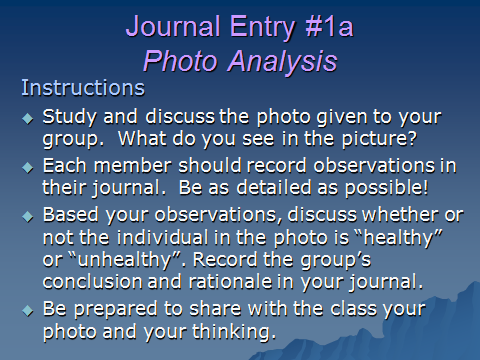 Journal Entry #1a
Photo Analysis
Instructions
Study and discuss the photo given to your
group. What do you see in the picture?
Each member should record observations in
their journal. Be as detailed as possible!
Based your observations, discuss whether or
not the individual in the photo is “healthy”
or “unhealthy”. Record the group’s
conclusion and rationale in your journal.
Be prepared to share with the class your
photo and your thinking.